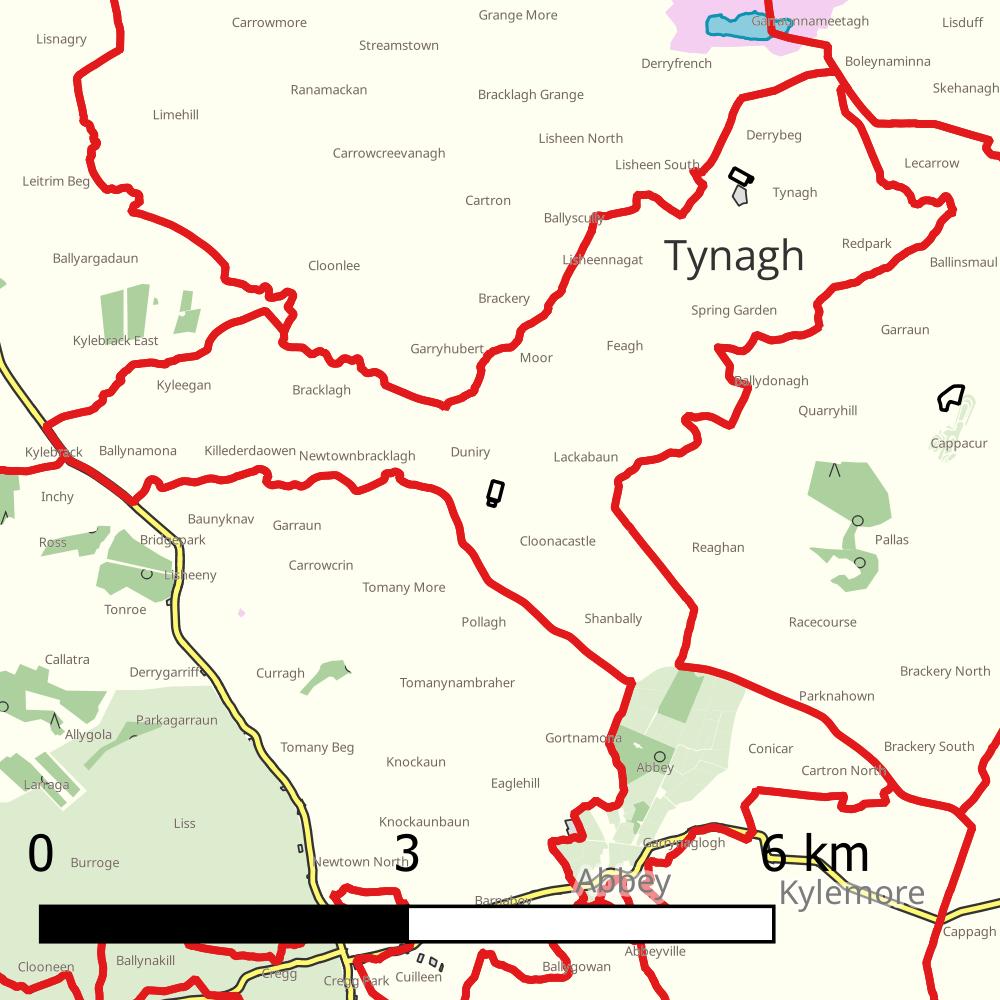 Carrowmore
Grange More
Garraunnameetagh
Lisduff
Lisnagry
Streamstown
Derryfrench
Boleynaminna
Ranamackan
Bracklagh Grange
Skehanagh
Limehill
Lisheen North
Derrybeg
Carrowcreevanagh
Lisheen South
Lecarrow
Leitrim Beg
Cartron
Tynagh
Ballyscully
Redpark
Ballyargadaun
Cloonlee
Lisheennagat
Tynagh
Ballinsmaul
Brackery
Spring Garden
Kylebrack East
Garryhubert
Moor
Feagh
Garraun
Kyleegan
Bracklagh
Ballydonagh
Quarryhill
Kylebrack
Ballynamona
Killederdaowen
Newtownbracklagh
Duniry
Lackabaun
Cappacur
Inchy
Baunyknav
Garraun
Ross
Bridgepark
Cloonacastle
Reaghan
Pallas
Lisheeny
Carrowcrin
Tomany More
Tonroe
Pollagh
Shanbally
Racecourse
Callatra
Derrygarriff
Curragh
Tomanynambraher
Brackery North
Parkagarraun
Parknahown
Allygola
Tomany Beg
Gortnamona
Conicar
Brackery South
Knockaun
Abbey
Cartron North
Larraga
Eaglehill
Liss
Knockaunbaun
Garrynaglogh
0
3
6 km
Burroge
Newtown North
Abbey
Kylemore
Barnaboy
Cappagh
Clooneen
Ballynakill
Cregg
Cregg Park
Cuilleen
Ballygowan
Abbeyville